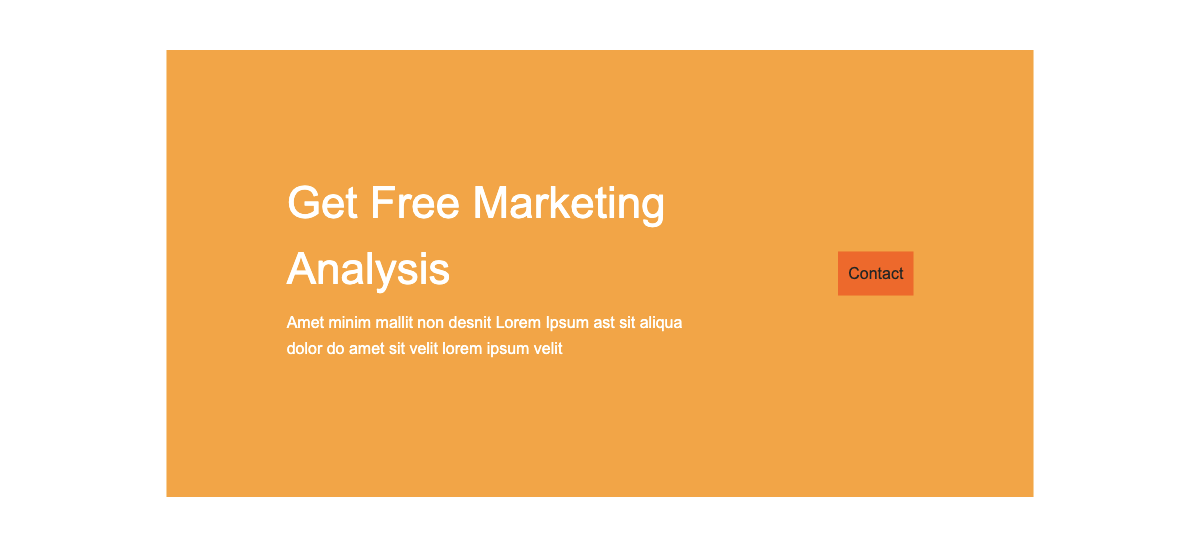 Get Free Marketing
Analysis
Amet minim mallit non desnit Lorem Ipsum ast sit aliqua
dolor do amet sit velit lorem ipsum velit
Contact